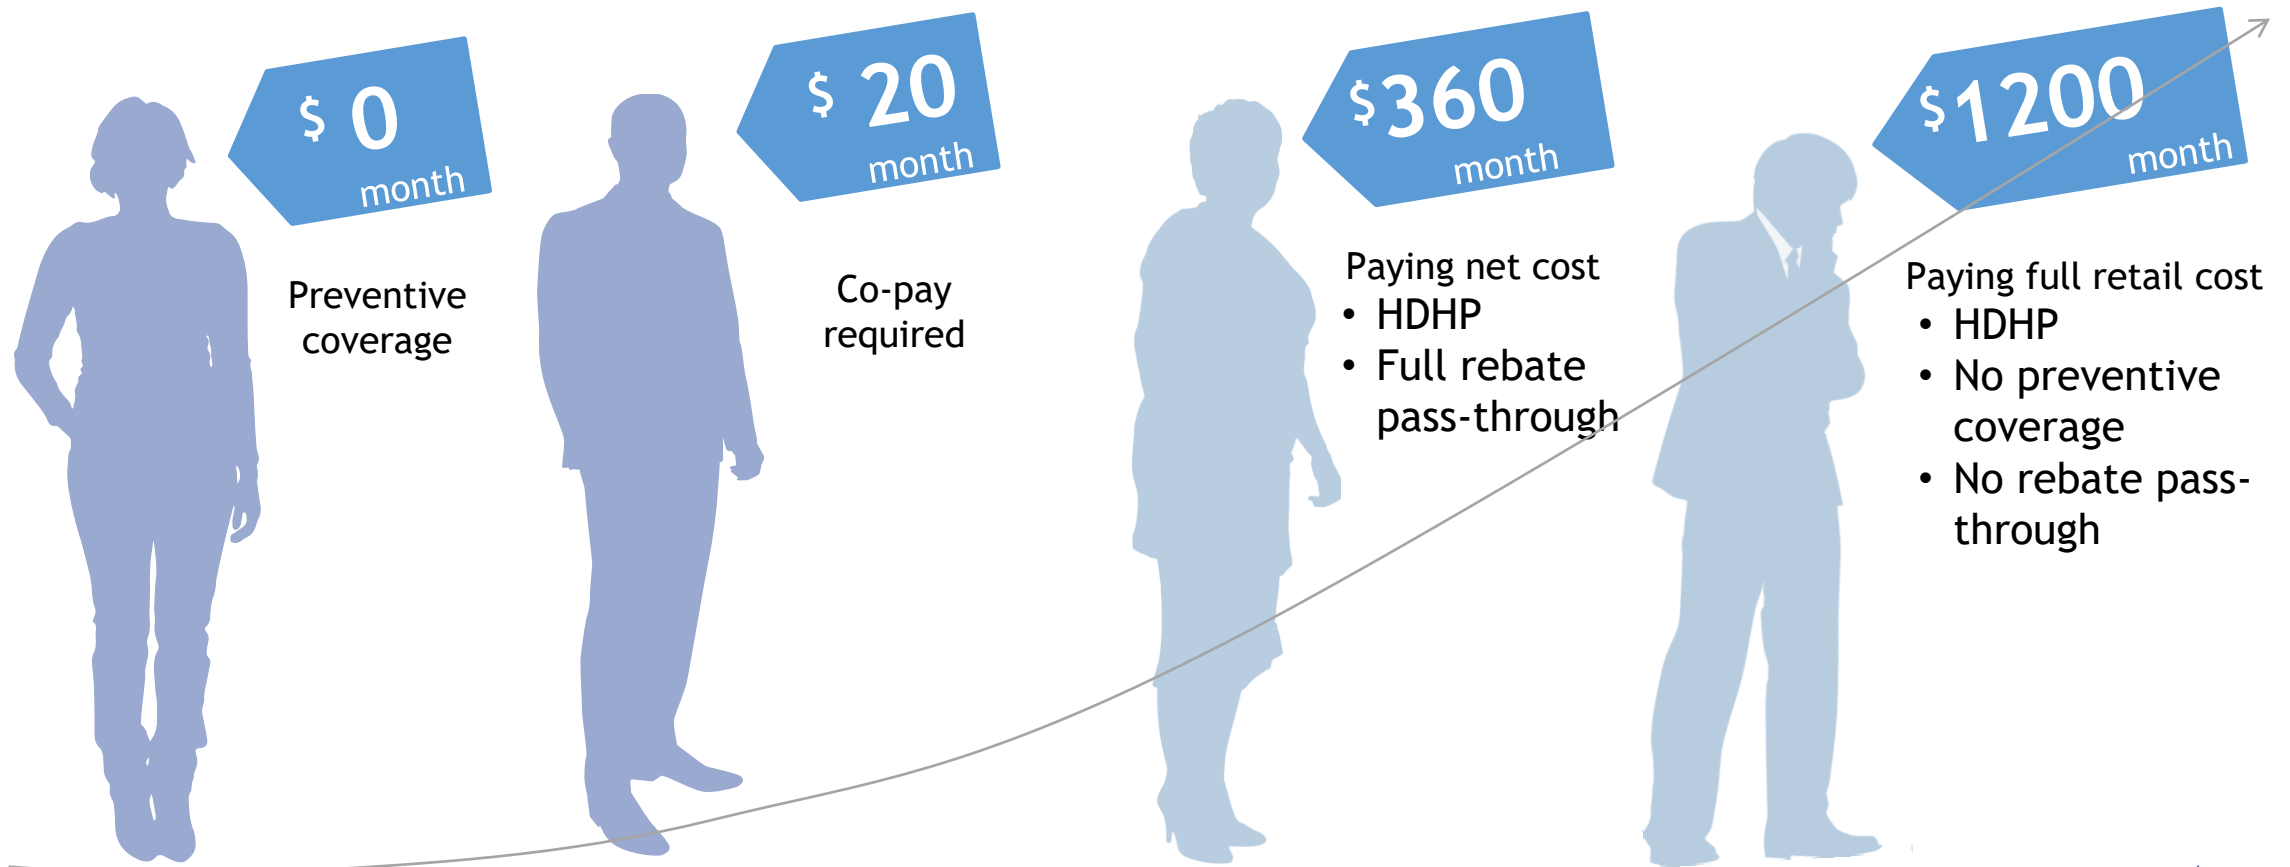 $ 0
month
Preventive
coverage
$ 20
month
Co-pay
required
$360
month
Paying net cost
• HDHP
• Full rebate
pass-through
$1200
month
Paying full retail cost
• HDHP
• No preventive
coverage
• No rebate pass-
through